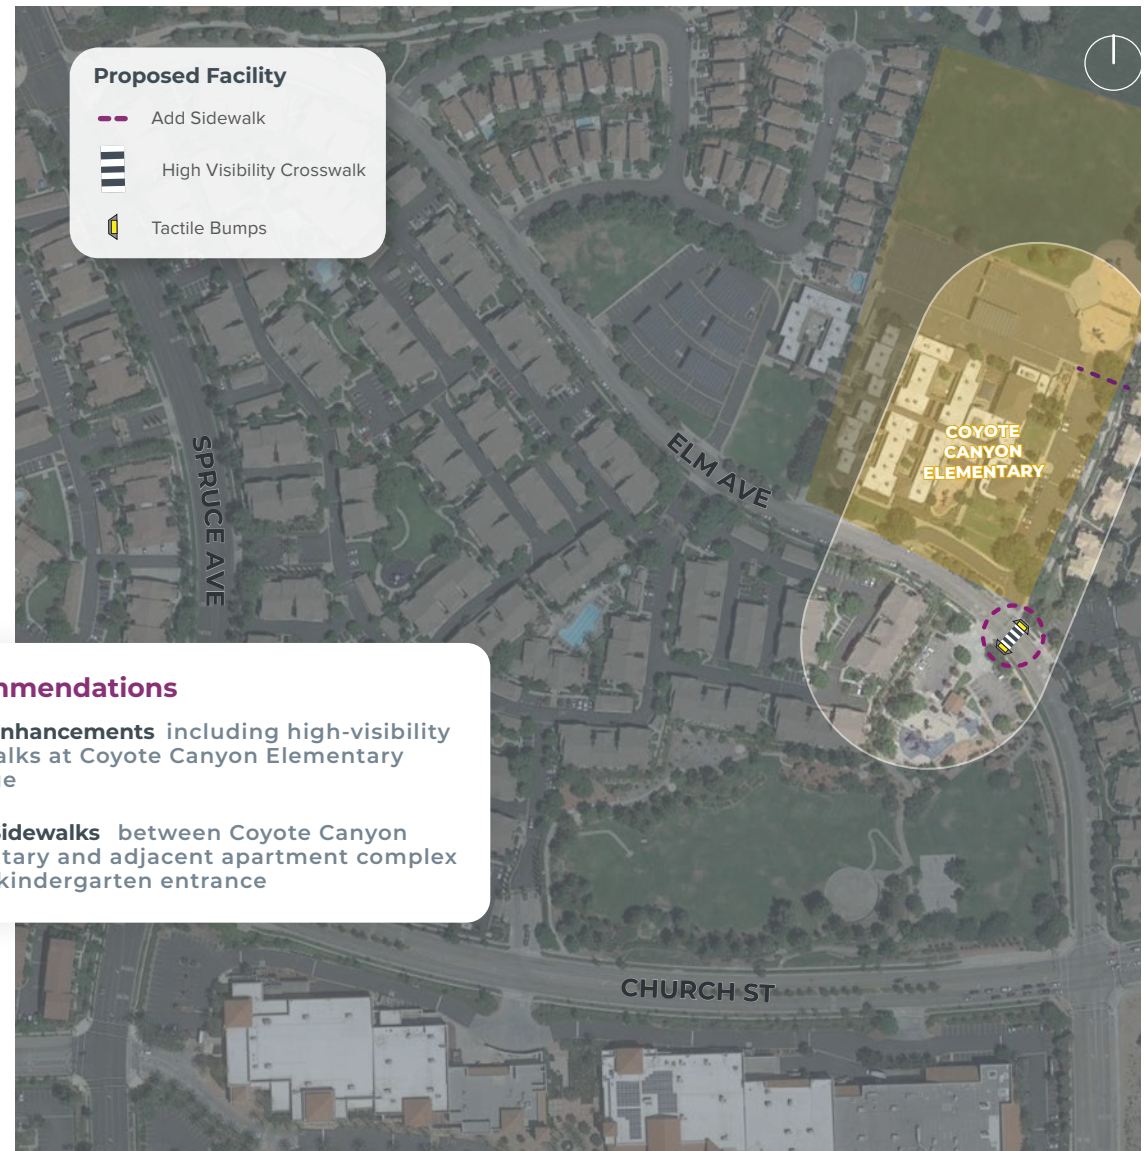 Proposed Facility
Add Sidewalk
High Visibility Crosswalk
Tactile Bumps
SPRUCE AVE
ELM AVE
COYOTE
CANYON
ELEMENTARY
mmendations
nhancements including high-visibility
alks at Coyote Canyon Elementary
idewalks between Coyote Canyon
tary and adjacent apartment complex
kindergarten entrance
CHURCH ST